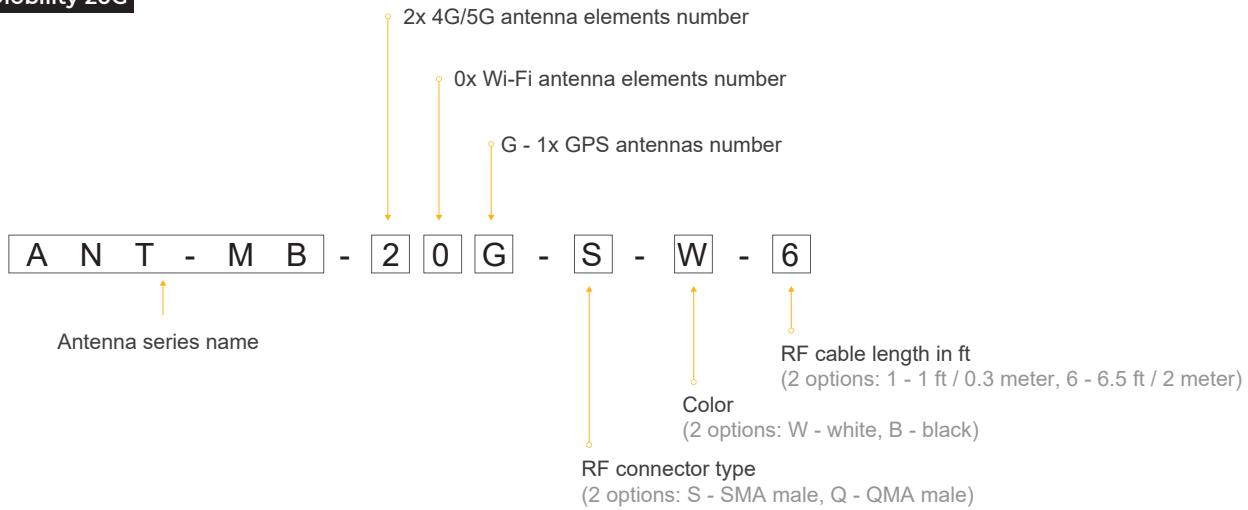 2x 4G/5G antenna elements number
0x Wi-Fi antenna elements number
G - 1x GPS antennas number
ANT-MB - 2 0 G - S - W - 6
Antenna series name
RF cable length in ft
(2 options: 1 - 1 ft / 0.3 meter, 6 - 6.5 ft / 2 meter)
Color
(2 options: W - white, B - black)
RF connector type
(2 options: S - SMA male, Q - QMA male)